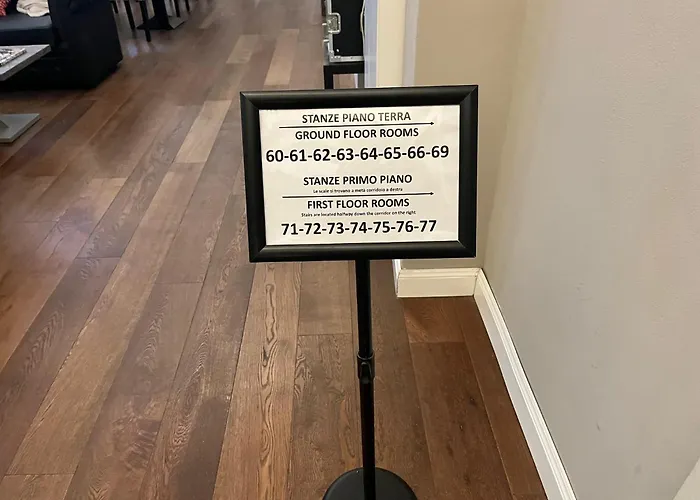 STANZE PIANO TERRA
GROUND FLOOR ROOMS
60-61-62-63-64-65-66-69
STANZE PRIMO PIANO
Le scale si trovano a metà corridoio a destra
FIRST FLOOR ROOMS
Stairs are located halfway down the corridor on the right
71-72-73-74-75-76-77